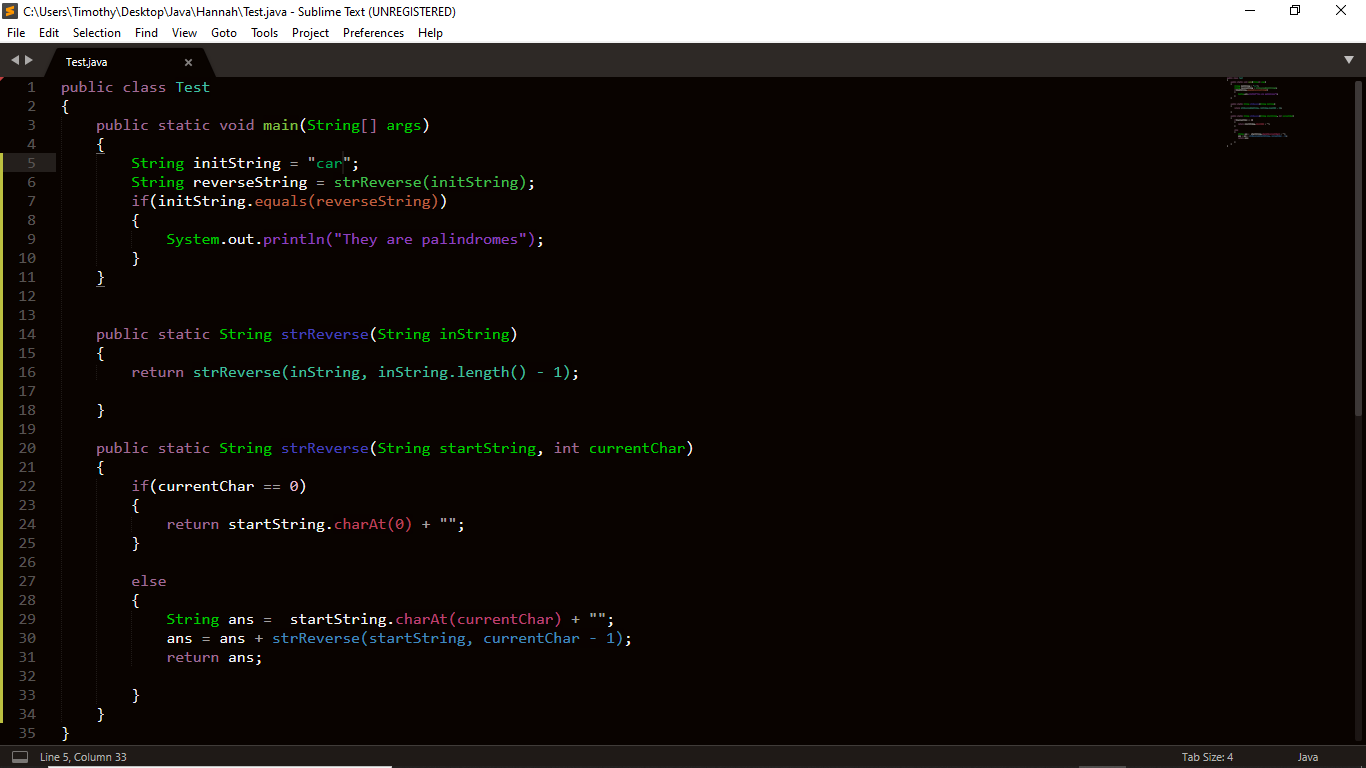 C:\Users\Timothy\Desktop\Java\Hannah\Test.java - Sublime Text (UNREGISTERED)
File Edit Selection Find View Goto Tools Project Preferences Help
Test.java
1 public class Test
2 {
3 public static void main(String[] args)
4 {
5 String initString = "car";
6 String reverseString = strReverse(initString);
7 if(initString.equals(reverseString))
8 {
9 System.out.println("They are palindromes");
10 }
11 }
12
13
14 public static String strReverse(String inString)
15 {
16 return strReverse(inString, inString.length() - 1);
17
18 }
19
20 public static String strReverse(String startString, int currentChar)
21 {
22 if(currentChar == 0)
23 {
24 return startString.charAt(0) + "";
25 }
26
27 else
28 {
29 String ans =  startString.charAt(currentChar) + "";
30 ans = ans + strReverse(startString, currentChar - 1);
31 return ans;
32
33 }
34 }
35 }
Line 5, Column 33 Tab Size: 4 Java